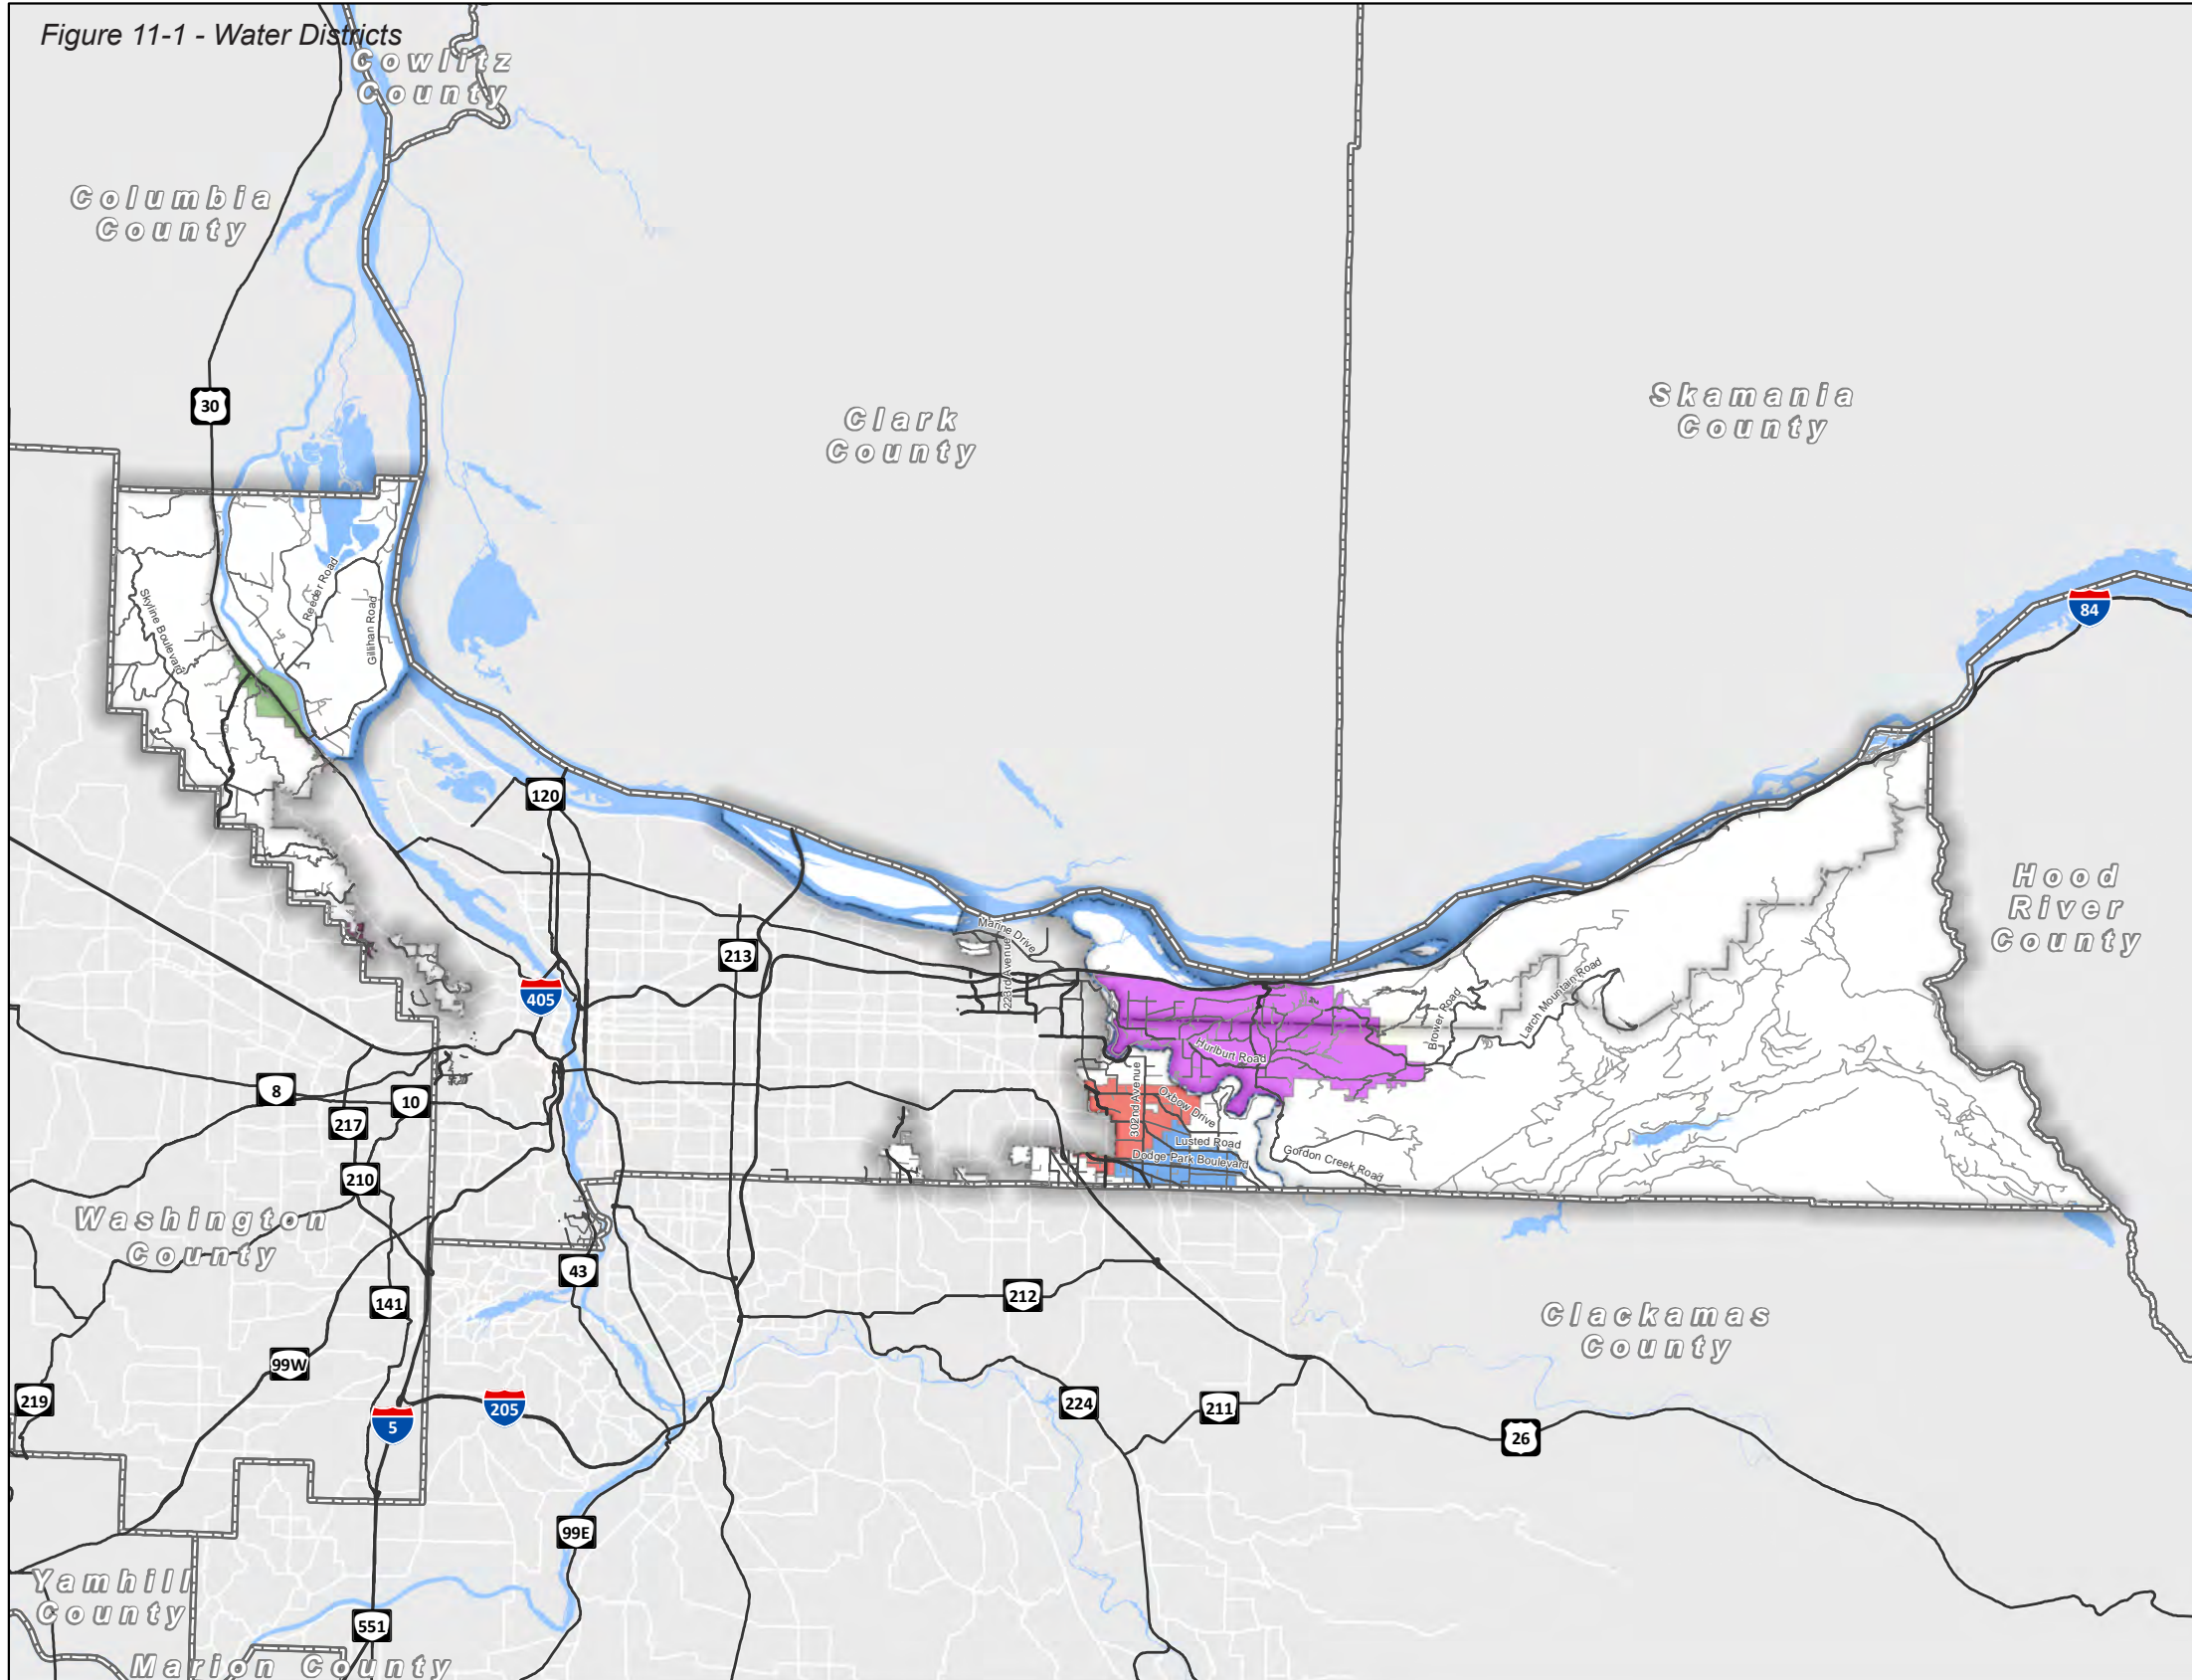 Figure 11-1 - Water Districts
Cowlitz
County
Columbia
County
30
Clark
County
Skamania
County
84
Skyline Boulevard
Reeder Road
Gillihan Road
120
Hood
River
County
213
Marine Drive
223rd Avenue
405
Larch Mountain Road
Brower Road
Hurlburt Road
8
10
217
302nd Avenue
Oxbow Drive
Lusted Road
Dodge Park Boulevard
Gordon Creek Road
210
Washington
County
43
141
212
Clackamas
County
99W
219
5
205
224
211
26
99E
Yamhill
County
551
Marion County